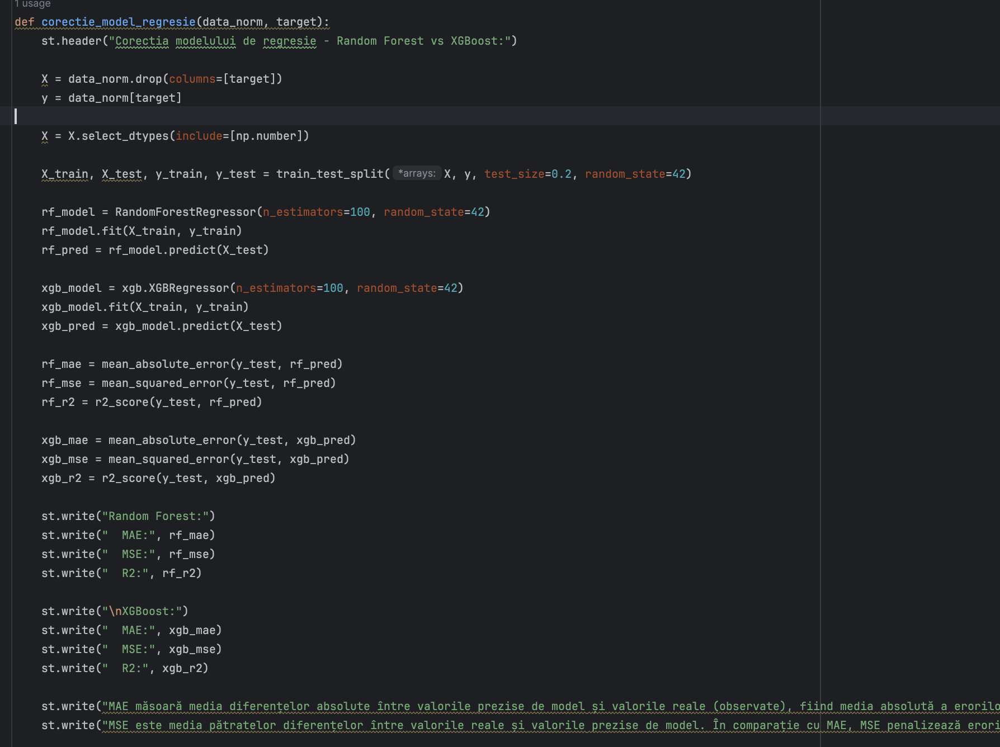 1 usage
def corectie_model_regresie(data_norm, target):
    st.header("Corectia modelului de regresie - Random Forest vs XGBoost:")
    X = data_norm.drop(columns=[target])
    y = data_norm[target]
    X = X.select_dtypes(include=[np.number])
    X_train, X_test, y_train, y_test = train_test_split( *arrays: X, y, test_size=0.2, random_state=42)
    rf_model = RandomForestRegressor(n_estimators=100, random_state=42)
    rf_model.fit(X_train, y_train)
    rf_pred = rf_model.predict(X_test)
    xgb_model = xgb.XGBRegressor(n_estimators=100, random_state=42)
    xgb_model.fit(X_train, y_train)
    xgb_pred = xgb_model.predict(X_test)
    rf_mae = mean_absolute_error(y_test, rf_pred)
    rf_mse = mean_squared_error(y_test, rf_pred)
    rf_r2 = r2_score(y_test, rf_pred)
    xgb_mae = mean_absolute_error(y_test, xgb_pred)
    xgb_mse = mean_squared_error(y_test, xgb_pred)
    xgb_r2 = r2_score(y_test, xgb_pred)
    st.write("Random Forest:")
    st.write("  MAE:", rf_mae)
    st.write("  MSE:", rf_mse)
    st.write("  R2:", rf_r2)
    st.write("\nXGBoost:")
    st.write("  MAE:", xgb_mae)
    st.write("  MSE:", xgb_mse)
    st.write("  R2:", xgb_r2)
    st.write("MAE măsoară media diferențelor absolute între valorile prezise de model și valorile reale (observate), fiind media absolută a erorilo
    st.write("MSE este media pătratelor diferențelor între valorile reale și valorile prezise de model. În comparație cu MAE, MSE penalizează erori